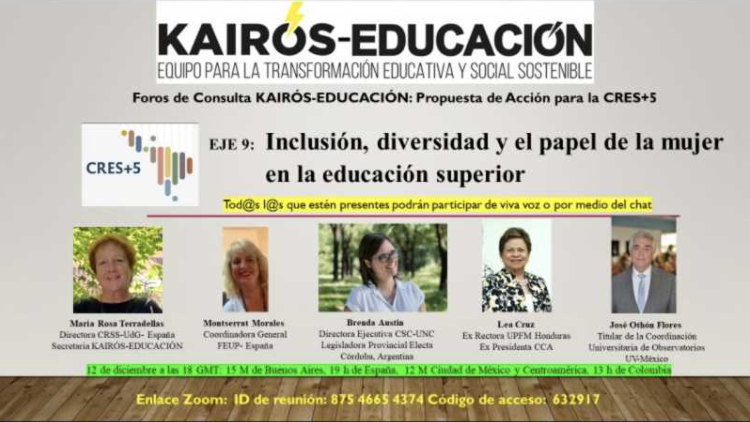 KAIRÓS-EDUCACIÓN
EQUIPO PARA LA TRANSFORMACIÓN EDUCATIVA Y SOCIAL SOSTENIBLE
Foros de Consulta KAIRÓS-EDUCACIÓN: Propuesta de Acción para la CRES+5
CRES+5
EJE 9: Inclusión, diversidad y el papel de la mujer
en la educación superior
Tod@s l@s que estén presentes podrán participar de viva voz o por medio del chat
Maria Rosa Terradellas
Directora CRSS-UdG- España
Secretaria KAIRÓS-EDUCACIÓN
Montserrat Morales
Coordinadora General
FEUP- España
Brenda Austin
Directora Ejecutiva CSC-UNC
Legisladora Provincial Electa
Córdoba, Argentina
Lea Cruz
Ex Rectora UPFM Honduras
Ex Presidenta CCA
José Othón Flores
Titular de la Coordinación
Universitaria de Observatorios
UV-México
12 de diciembre a las 18 GMT: 15 M de Buenos Aires, 19 h de España, 12 M Ciudad de México y Centroamérica, 13 h de Colombia
Enlace Zoom: ID de reunión: 875 4665 4374 Código de acceso: 632917